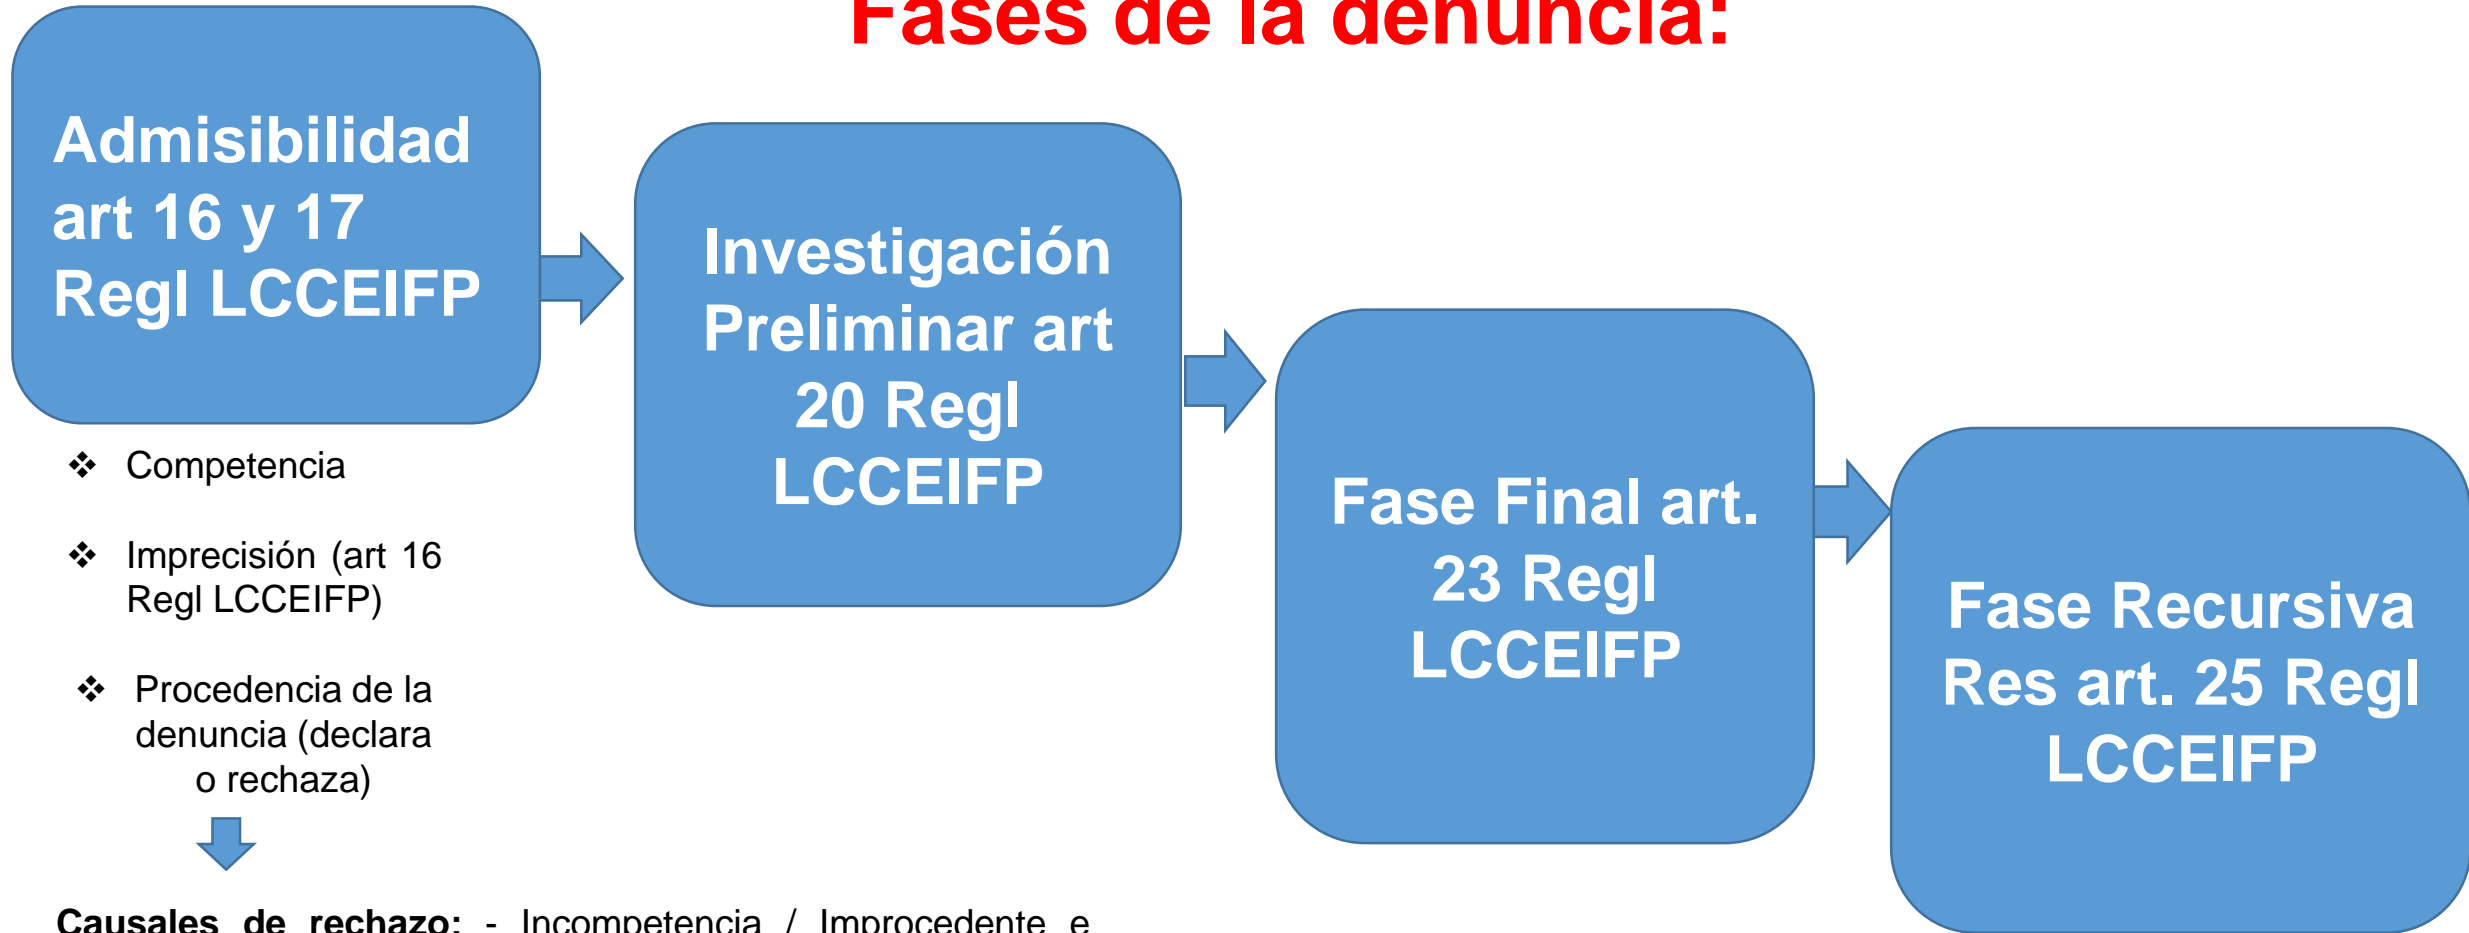 Fases de la denuncia:
Admisibilidad
art 16 y 17
Regl LCCEIFP
Investigación
Preliminar art
20 Regl
LCCEIFP
Fase Final art.
23 Regl
LCCEIFP
Fase Recursiva
Res art. 25 Regl
LCCEIFP
❖ Competencia
❖ Imprecisión (art 16
Regl LCCEIFP)
❖ Procedencia de la
denuncia (declara
o rechaza)
Causales de rechazo: - Incompetencia / Improcedente e